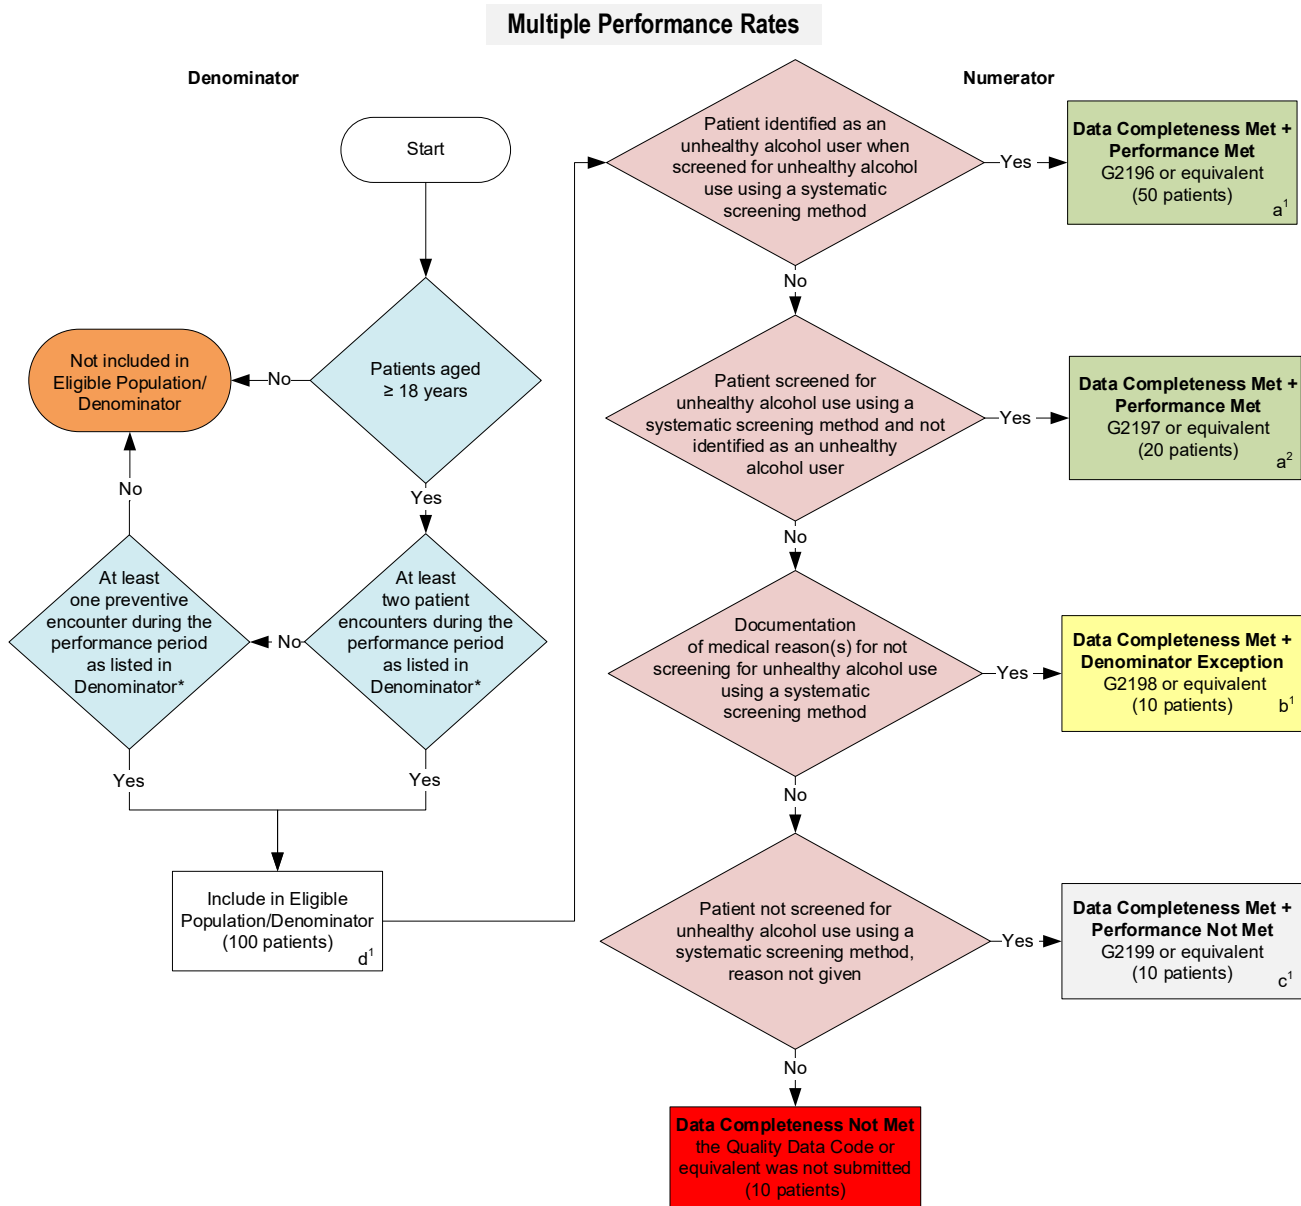 Multiple Performance Rates
Denominator
Numerator
Start
Patients aged
≥ 18 years
No
Not included in
Eligible Population/
Denominator
Yes
No
At least
two patient
encounters during the
performance period
as listed in
Denominator*
No
At least
one preventive
encounter during the
performance period
as listed in
Denominator*
Yes
Yes
Include in Eligible
Population/Denominator
(100 patients)
d¹
Patient identified as an
unhealthy alcohol user when
screened for unhealthy alcohol
use using a systematic
screening method
Yes
Data Completeness Met +
Performance Met
G2196 or equivalent
(50 patients)
a¹
No
Patient screened for
unhealthy alcohol use using a
systematic screening method and not
identified as an unhealthy
alcohol user
Yes
Data Completeness Met +
Performance Met
G2197 or equivalent
(20 patients)
a²
No
Documentation
of medical reason(s) for not
screening for unhealthy alcohol use
using a systematic
screening method
Yes
Data Completeness Met +
Denominator Exception
G2198 or equivalent
(10 patients)
b¹
No
Patient not screened for
unhealthy alcohol use using a
systematic screening method,
reason not given
Yes
Data Completeness Met +
Performance Not Met
G2199 or equivalent
(10 patients)
c¹
No
Data Completeness Not Met
the Quality Data Code or
equivalent was not submitted
(10 patients)